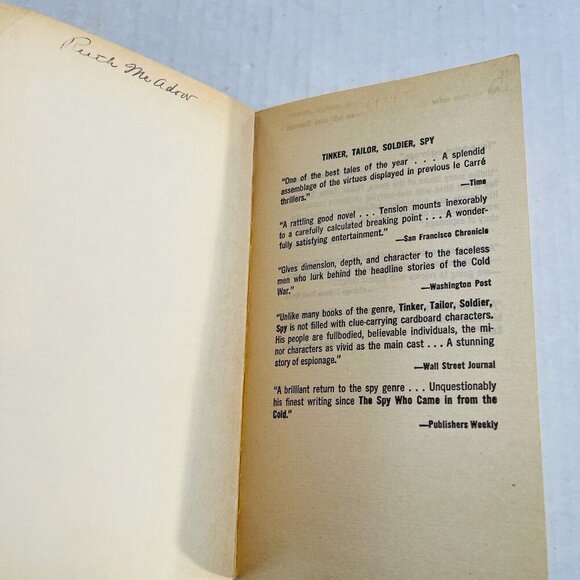 Ruth McAdow
TINKER, TAILOR, SOLDIER, SPY
"One of the best tales of the year . . . A splendid
assemblage of the virtues displayed in previous le Carré
thrillers."
—Time
"A rattling good novel . . . Tension mounts inexorably
to a carefully calculated breaking point . . . A wonder-
fully satisfying entertainment."
—San Francisco Chronicle
"Gives dimension, depth, and character to the faceless
men who lurk behind the headline stories of the Cold
War."
—Washington Post
"Unlike many books of the genre, Tinker, Tailor, Soldier,
Spy is not filled with clue-carrying cardboard characters.
His people are fullbodied, believable individuals, the mi-
nor characters as vivid as the main cast . . . A stunning
story of espionage."
—Wall Street Journal
"A brilliant return to the spy genre . . . Unquestionably
his finest writing since The Spy Who Came in from the
Cold."
—Publishers Weekly